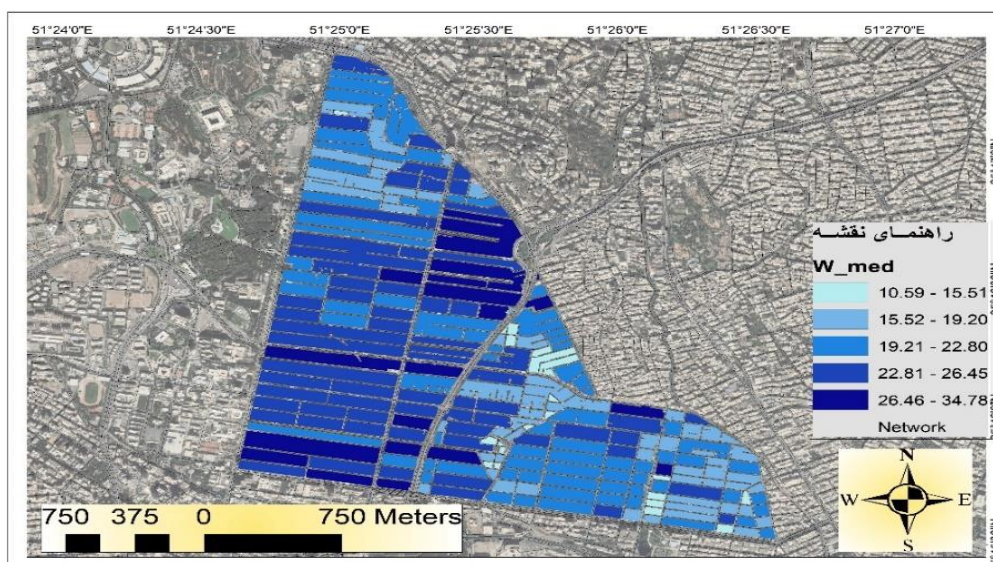 51°24'0"E 51°24'30"E 51°25'0"E 51°25'30"E 51°26'0"E 51°26'30"E 51°27'0"E
راهنمـای نقشـه
W_med
10.59 - 15.51
15.52 - 19.20
19.21 - 22.80
22.81 - 26.45
26.46 - 34.78
Network
N
W E
S
750 375 0 750 Meters